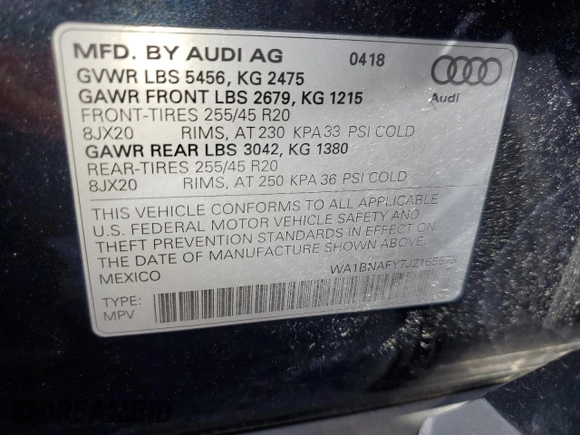 MFD. BY AUDI AG 0418
GVWR LBS 5456, KG 2475
GAWR FRONT LBS 2679, KG 1215
FRONT-TIRES 255/45 R20
8JX20 RIMS, AT 230 KPA 33 PSI COLD
GAWR REAR LBS 3042, KG 1380
REAR-TIRES 255/45 R20
8JX20 RIMS, AT 250 KPA 36 PSI COLD
Audi
THIS VEHICLE CONFORMS TO ALL APPLICABLE
U.S. FEDERAL MOTOR VEHICLE SAFETY AND
THEFT PREVENTION STANDARDS IN EFFECT ON
THE DATE OF MANUFACTURE SHOWN ABOVE.
MEXICO
TYPE:
MPV